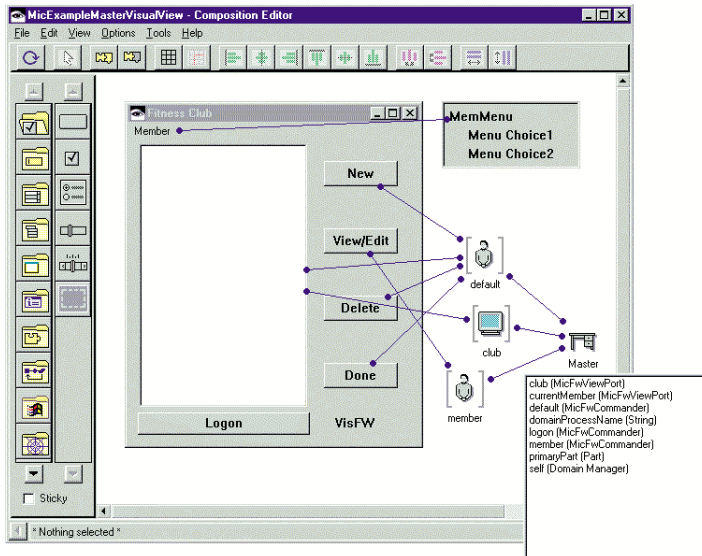 MicExampleMasterVisualView - Composition Editor
File Edit View Options Tools Help
Fitness Club
Member
MemMenu
Menu Choice1
Menu Choice2
New
View/Edit
default
Delete
club
Master
Done
member
Logon
VisFW
club (MicFwViewPort)
currentMember (MicFwViewPort)
default (MicFwCommander)
domainProcessName (String)
logon (MicFwCommander)
member (MicFwCommander)
primaryPart (Part)
self (Domain Manager)
Sticky
* Nothing selected *